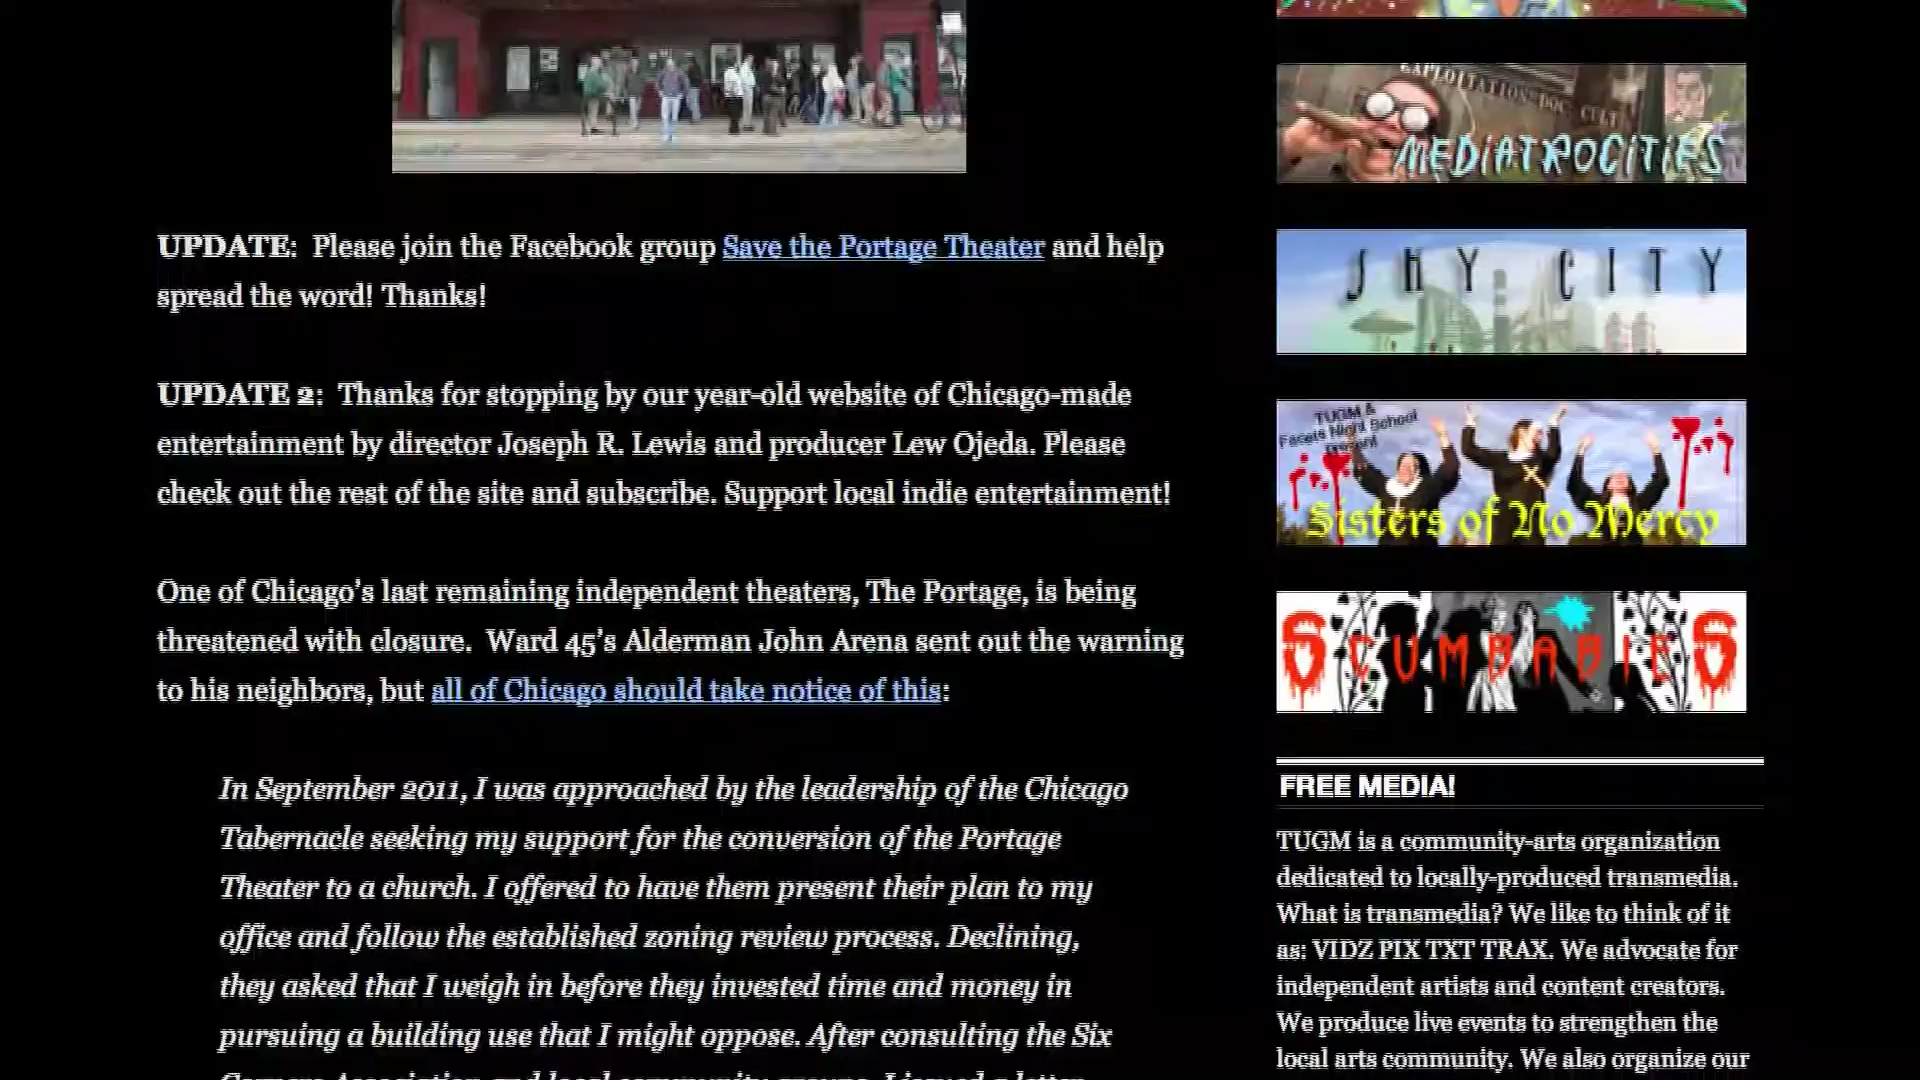 EXPLOITATION DOC CULT
MEDIATROCITIES
UPDATE:  Please join the Facebook group Save the Portage Theater and help
spread the word! Thanks!
SHY CITY
UPDATE 2:  Thanks for stopping by our year-old website of Chicago-made
entertainment by director Joseph R. Lewis and producer Lew Ojeda. Please
check out the rest of the site and subscribe. Support local indie entertainment!
TUGM &
Facets Night School
present
Sisters of No Mercy
One of Chicago's last remaining independent theaters, The Portage, is being
threatened with closure.  Ward 45's Alderman John Arena sent out the warning
to his neighbors, but all of Chicago should take notice of this:
SCUMBABIES
In September 2011, I was approached by the leadership of the Chicago
Tabernacle seeking my support for the conversion of the Portage
Theater to a church. I offered to have them present their plan to my
office and follow the established zoning review process. Declining,
they asked that I weigh in before they invested time and money in
pursuing a building use that I might oppose. After consulting the Six
FREE MEDIA!
TUGM is a community-arts organization
dedicated to locally-produced transmedia.
What is transmedia? We like to think of it
as: VIDZ PIX TXT TRAX. We advocate for
independent artists and content creators.
We produce live events to strengthen the
local arts community. We also organize our